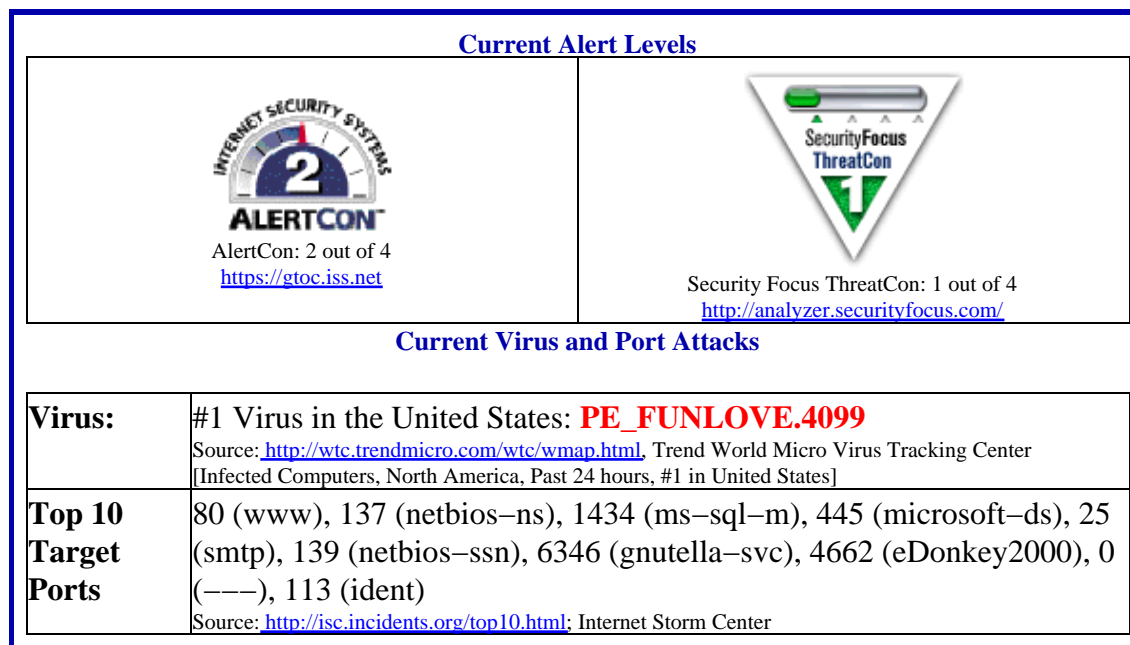 Current Alert Levels
INTERNET SECURITY SYSTEMS
2
ALERTCON™
AlertCon: 2 out of 4
https://gtoc.iss.net
SecurityFocus
ThreatCon
1
Security Focus ThreatCon: 1 out of 4
http://analyzer.securityfocus.com/
Current Virus and Port Attacks
Virus:
#1 Virus in the United States: PE_FUNLOVE.4099
Source: http://wtc.trendmicro.com/wtc/wmap.html, Trend World Micro Virus Tracking Center
[Infected Computers, North America, Past 24 hours, #1 in United States]
Top 10
Target
Ports
80 (www), 137 (netbios−ns), 1434 (ms−sql−m), 445 (microsoft−ds), 25
(smtp), 139 (netbios−ssn), 6346 (gnutella−svc), 4662 (eDonkey2000), 0
(−−−), 113 (ident)
Source: http://isc.incidents.org/top10.html; Internet Storm Center